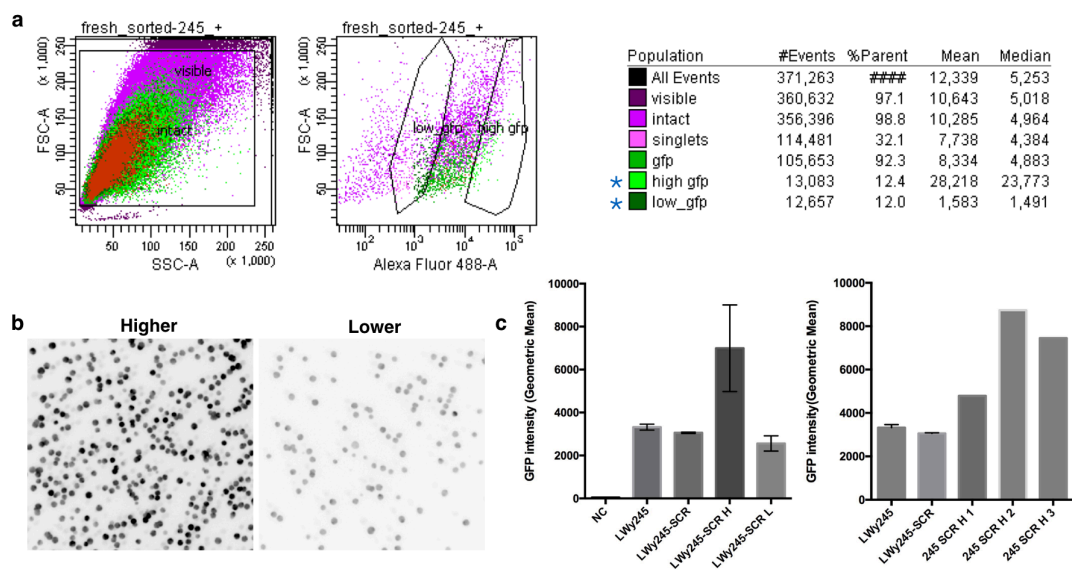 a
fresh_sorted-245_+
FSC-A (x 1,000)
50 100 150 200 250
visible
intact
50 100 150 200 250
SSC-A (x 1,000)
fresh_sorted-245_+
FSC-A (x 1,000)
50 100 150 200 250
low_gfp high gfp
10^2 10^3 10^4 10^5
Alexa Fluor 488-A
Population #Events %Parent Mean Median
All Events 371,263 #### 12,339 5,253
visible 360,632 97.1 10,643 5,018
intact 356,396 98.8 10,285 4,964
singlets 114,481 32.1 7,738 4,384
gfp 105,653 92.3 8,334 4,883
* high gfp 13,083 12.4 28,218 23,773
* low_gfp 12,657 12.0 1,583 1,491
b
Higher Lower
c
GFP intensity (Geometric Mean)
10000
8000
6000
4000
2000
0
NC LWy245 LWy245-SCR LWy245-SCR H LWy245-SCR L
GFP intensity(Geometric Mean)
10000
8000
6000
4000
2000
0
LWy245 LWy245-SCR 245 SCR H 1 245 SCR H 2 245 SCR H 3